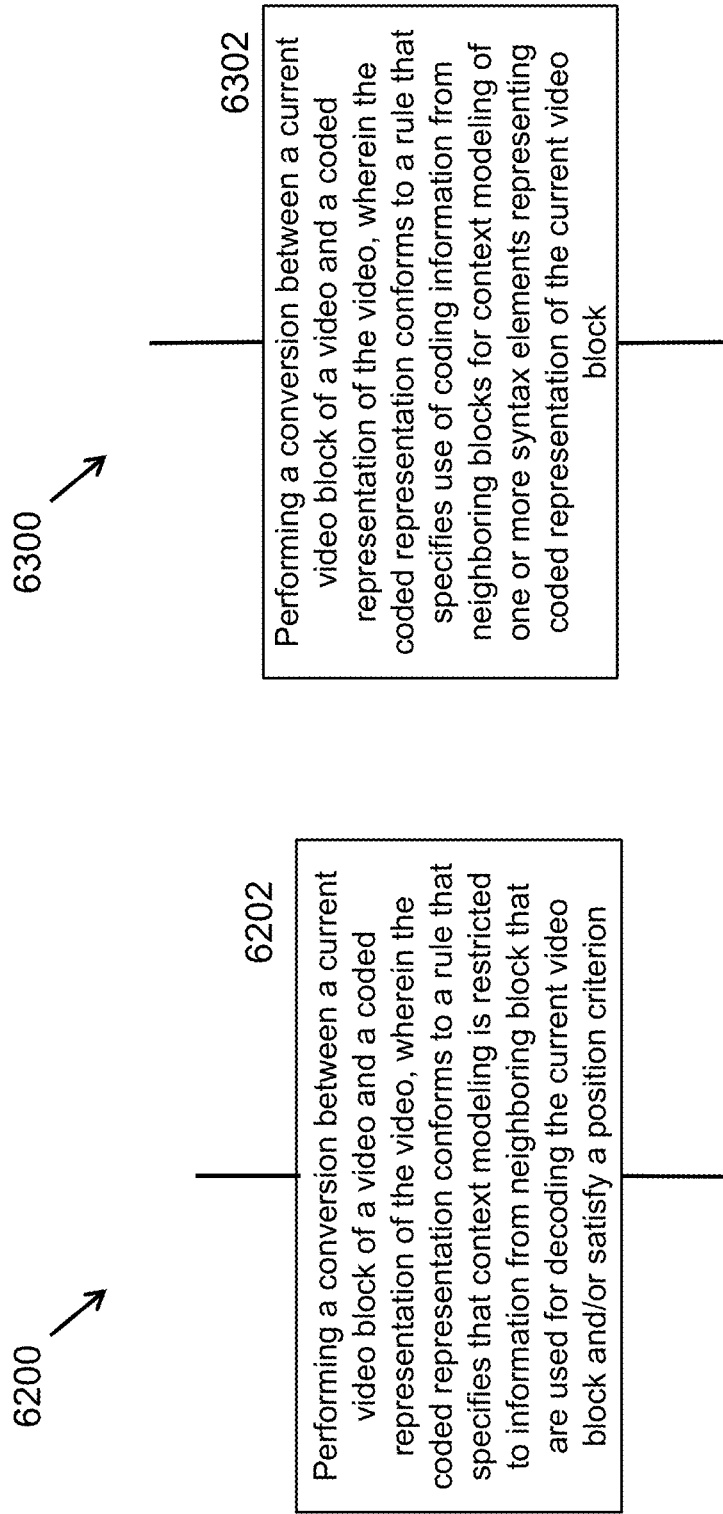 6200
6202
Performing a conversion between a current
video block of a video and a coded
representation of the video, wherein the
coded representation conforms to a rule that
specifies that context modeling is restricted
to information from neighboring block that
are used for decoding the current video
block and/or satisfy a position criterion
6300
6302
Performing a conversion between a current
video block of a video and a coded
representation of the video, wherein the
coded representation conforms to a rule that
specifies use of coding information from
neighboring blocks for context modeling of
one or more syntax elements representing
coded representation of the current video
block